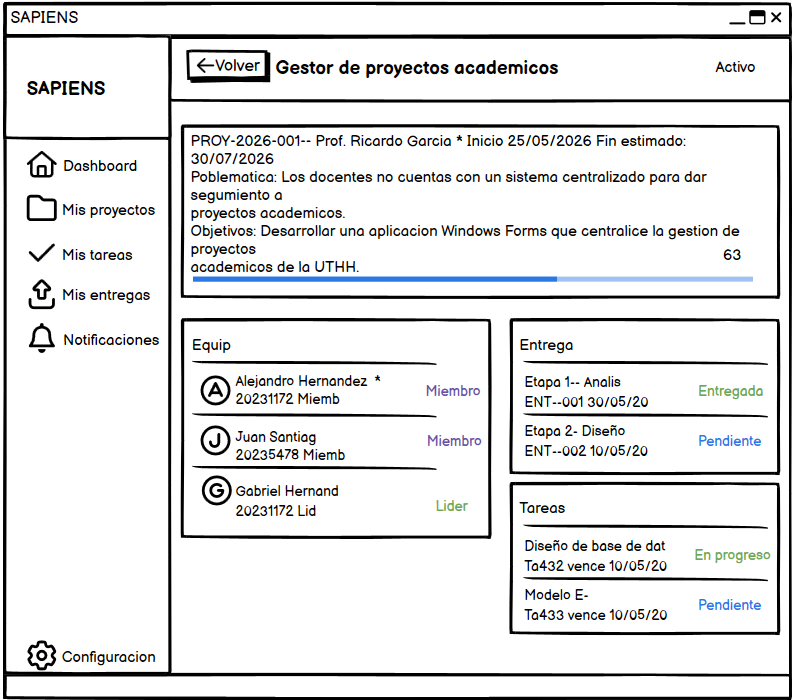 SAPIENS
SAPIENS
Dashboard
Mis proyectos
Mis tareas
Mis entregas
Notificaciones
Configuracion
Volver
Gestor de proyectos academicos
Activo
PROY-2026-001-- Prof. Ricardo Garcia * Inicio 25/05/2026 Fin estimado:
30/07/2026
Poblematica: Los docentes no cuentas con un sistema centralizado para dar
segumiento a
proyectos academicos.
Objetivos: Desarrollar una aplicacion Windows Forms que centralice la gestion de
proyectos
academicos de la UTHH.
63
Equip
A
Alejandro Hernandez *
20231172 Miemb
Miembro
J
Juan Santiag
20235478 Miemb
Miembro
G
Gabriel Hernand
20231172 Lid
Lider
Entrega
Etapa 1-- Analis
ENT--001 30/05/20
Entregada
Etapa 2- Diseño
ENT--002 10/05/20
Pendiente
Tareas
Diseño de base de dat
Ta432 vence 10/05/20
En progreso
Modelo E-
Ta433 vence 10/05/20
Pendiente